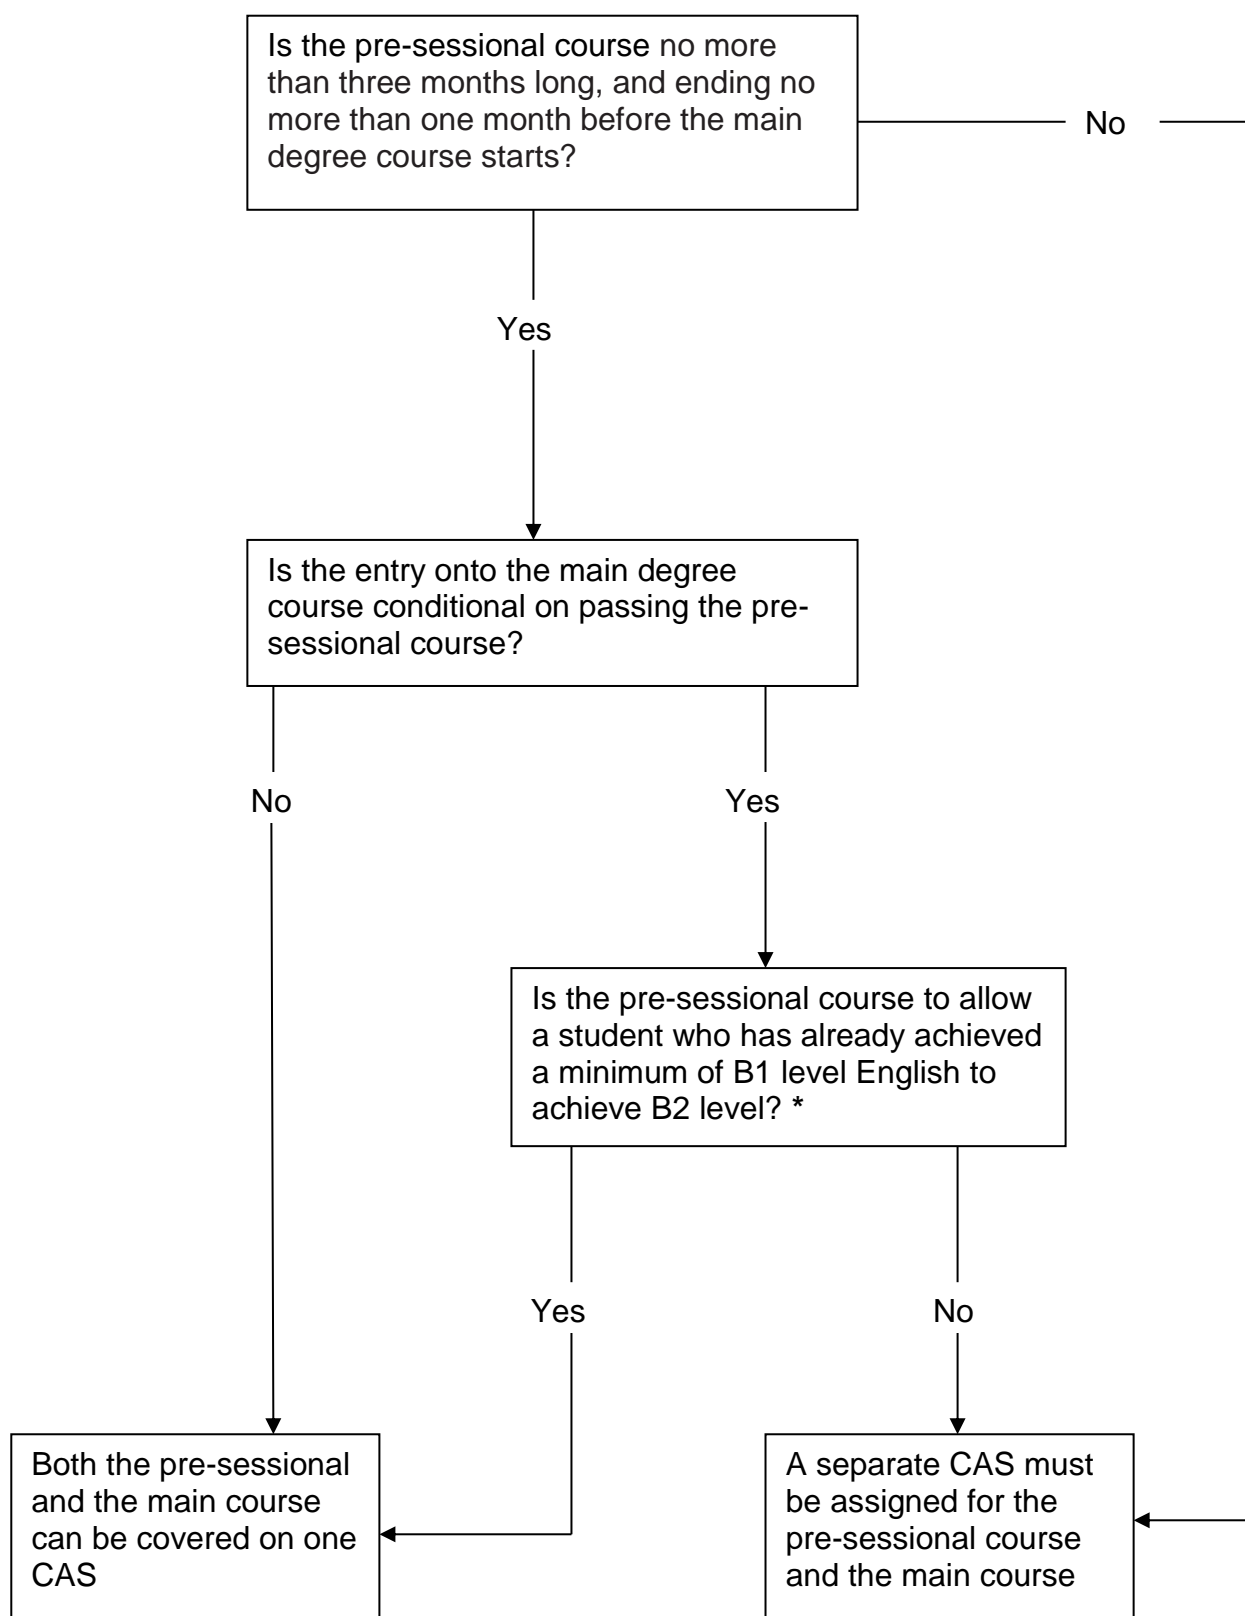 Is the pre-sessional course no more
than three months long, and ending no
more than one month before the main
degree course starts?
No
Yes
Is the entry onto the main degree
course conditional on passing the pre-
sessional course?
No
Yes
Is the pre-sessional course to allow
a student who has already achieved
a minimum of B1 level English to
achieve B2 level? *
Yes
No
Both the pre-sessional
and the main course
can be covered on one
CAS
A separate CAS must
be assigned for the
pre-sessional course
and the main course